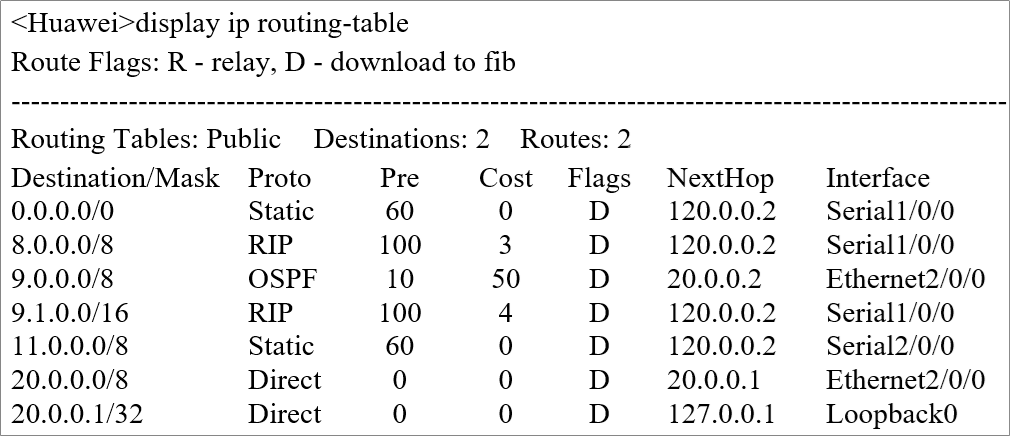 <Huawei>display ip routing-table
Route Flags: R - relay, D - download to fib
----------------------------------------------------------------------------------------------------
Routing Tables: Public Destinations: 2 Routes: 2
Destination/Mask Proto Pre Cost Flags NextHop Interface
0.0.0.0/0 Static 60 0 D 120.0.0.2 Serial1/0/0
8.0.0.0/8 RIP 100 3 D 120.0.0.2 Serial1/0/0
9.0.0.0/8 OSPF 10 50 D 20.0.0.2 Ethernet2/0/0
9.1.0.0/16 RIP 100 4 D 120.0.0.2 Serial1/0/0
11.0.0.0/8 Static 60 0 D 120.0.0.2 Serial2/0/0
20.0.0.0/8 Direct 0 0 D 20.0.0.1 Ethernet2/0/0
20.0.0.1/32 Direct 0 0 D 127.0.0.1 Loopback0